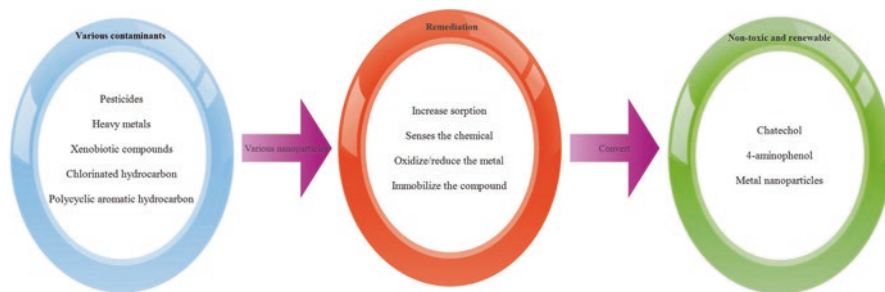 Various contaminants
Pesticides
Heavy metals
Xenobiotic compounds
Chlorinated hydrocarbon
Polycyclic aromatic hydrocarbon
Various nanoparticles
Remediation
Increase sorption
Senses the chemical
Oxidize/reduce the metal
Immobilize the compound
Convert
Non-toxic and renewable
Chatechol
4-aminophenol
Metal nanoparticles